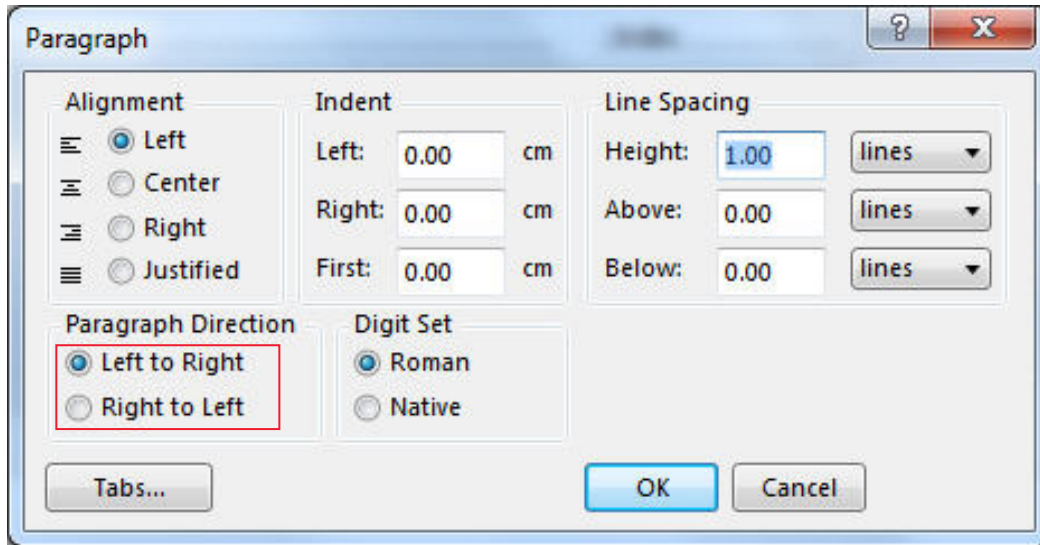 Paragraph
Alignment
Left
Center
Right
Justified
Indent
Left: 0.00 cm
Right: 0.00 cm
First: 0.00 cm
Line Spacing
Height: 1.00 lines
Above: 0.00 lines
Below: 0.00 lines
Paragraph Direction
Left to Right
Right to Left
Digit Set
Roman
Native
Tabs...
OK
Cancel